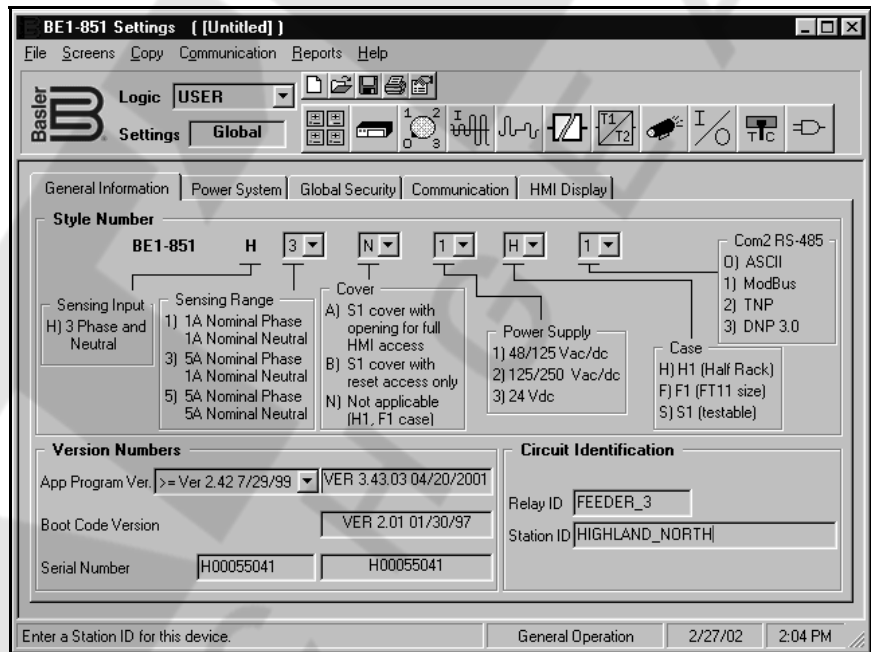 BE1-851 Settings ( [Untitled] )
File Screens Copy Communication Reports Help
Basler
Logic USER
Settings Global
1 2 0 3
I
T1 T2
I/O
TTC
General Information Power System Global Security Communication HMI Display
Style Number
BE1-851 H 3 N 1 H 1
Sensing Input
H) 3 Phase and
Neutral
Sensing Range
1) 1A Nominal Phase
1A Nominal Neutral
3) 5A Nominal Phase
1A Nominal Neutral
5) 5A Nominal Phase
5A Nominal Neutral
Cover
A) S1 cover with
opening for full
HMI access
B) S1 cover with
reset access only
N) Not applicable
(H1, F1 case)
Power Supply
1) 48/125 Vac/dc
2) 125/250 Vac/dc
3) 24 Vdc
Case
H) H1 (Half Rack)
F) F1 (FT11 size)
S) S1 (testable)
Com2 RS-485
0) ASCII
1) ModBus
2) TNP
3) DNP 3.0
Version Numbers
App Program Ver. >= Ver 2.42 7/29/99 VER 3.43.03 04/20/2001
Boot Code Version VER 2.01 01/30/97
Serial Number H00055041 H00055041
Circuit Identification
Relay ID FEEDER_3
Station ID HIGHLAND_NORTH
Enter a Station ID for this device. General Operation 2/27/02 2:04 PM